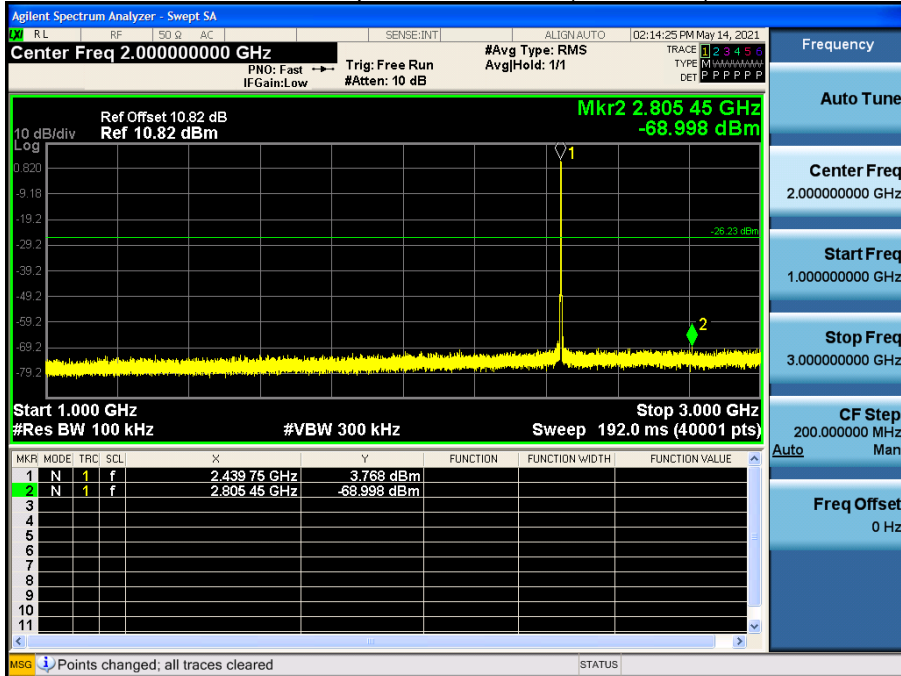 Agilent Spectrum Analyzer - Swept SA
LXI RL RF 50 Ω AC SENSE:INT ALIGN AUTO 02:14:25 PM May 14, 2021
Center Freq 2.000000000 GHz
PNO: Fast
IFGain:Low
Trig: Free Run
#Atten: 10 dB
#Avg Type: RMS
Avg|Hold: 1/1
TRACE 1 2 3 4 5 6
TYPE M
DET P P P P P P
Frequency
Auto Tune
Center Freq
2.000000000 GHz
Start Freq
1.000000000 GHz
Stop Freq
3.000000000 GHz
CF Step
200.000000 MHz
Auto Man
Freq Offset
0 Hz
Mkr2 2.805 45 GHz
-68.998 dBm
Ref Offset 10.82 dB
10 dB/div Ref 10.82 dBm
Log
1
0.820
-9.18
-19.2
-26.23 dBm
-29.2
-39.2
-49.2
-59.2
2
-69.2
-79.2
Start 1.000 GHz Stop 3.000 GHz
#Res BW 100 kHz #VBW 300 kHz Sweep 192.0 ms (40001 pts)
MKR MODE TRC SCL X Y FUNCTION FUNCTION WIDTH FUNCTION VALUE
1 N 1 f 2.439 75 GHz 3.768 dBm
2 N 1 f 2.805 45 GHz -68.998 dBm
3
4
5
6
7
8
9
10
11
MSG Points changed; all traces cleared STATUS